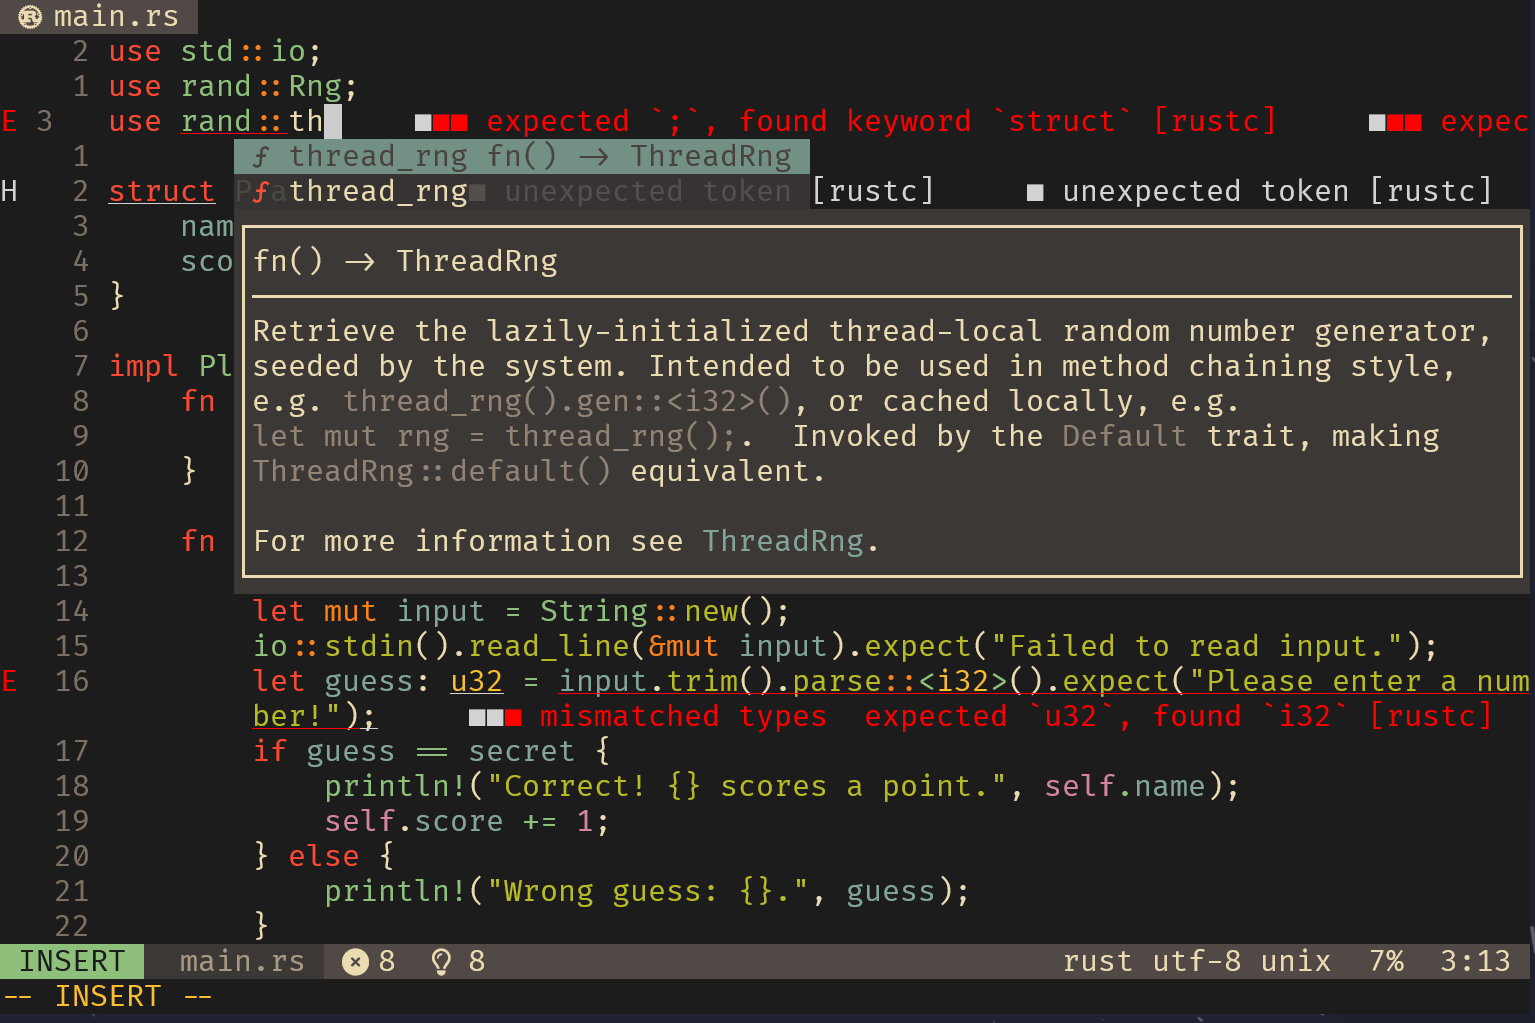 main.rs
2 use std::io;
1 use rand::Rng;
E 3 use rand::th ■■■ expected `;`, found keyword `struct` [rustc] ■■■ expec
1 ƒ thread_rng fn() → ThreadRng
H 2 struct ƒ thread_rng■ unexpected token [rustc] ■ unexpected token [rustc]
3 nam
4 sco fn() → ThreadRng
5 }
6 Retrieve the lazily-initialized thread-local random number generator,
7 impl Pl seeded by the system. Intended to be used in method chaining style,
8 fn e.g. thread_rng().gen::<i32>(), or cached locally, e.g.
9 let mut rng = thread_rng();. Invoked by the Default trait, making
10 } ThreadRng::default() equivalent.
11
12 fn For more information see ThreadRng.
13
14 let mut input = String::new();
15 io::stdin().read_line(&mut input).expect("Failed to read input.");
E 16 let guess: u32 = input.trim().parse::<i32>().expect("Please enter a num
ber!"); ■■■ mismatched types expected `u32`, found `i32` [rustc]
17 if guess == secret {
18 println!("Correct! {} scores a point.", self.name);
19 self.score += 1;
20 } else {
21 println!("Wrong guess: {}.", guess);
22 }
INSERT main.rs 8 8 rust utf-8 unix 7% 3:13
-- INSERT --